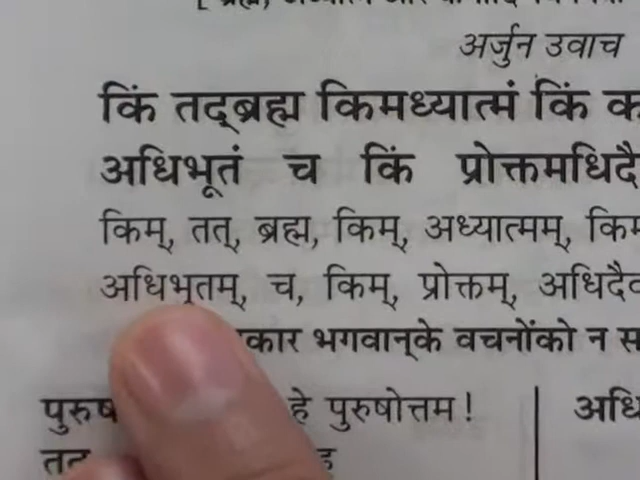 अर्जुन उवाच
किं तद्ब्रह्म किमध्यात्मं किं
अधिभूतं च किं प्रोक्तमधिदै
किम्, तत्, ब्रह्म, किम्, अध्यात्मम्, किम
अधिभूतम्, च, किम्, प्रोक्तम्, अधिदैव
कार भगवान्‌के वचनोंको न स
पुरुष हे पुरुषोत्तम! अधि